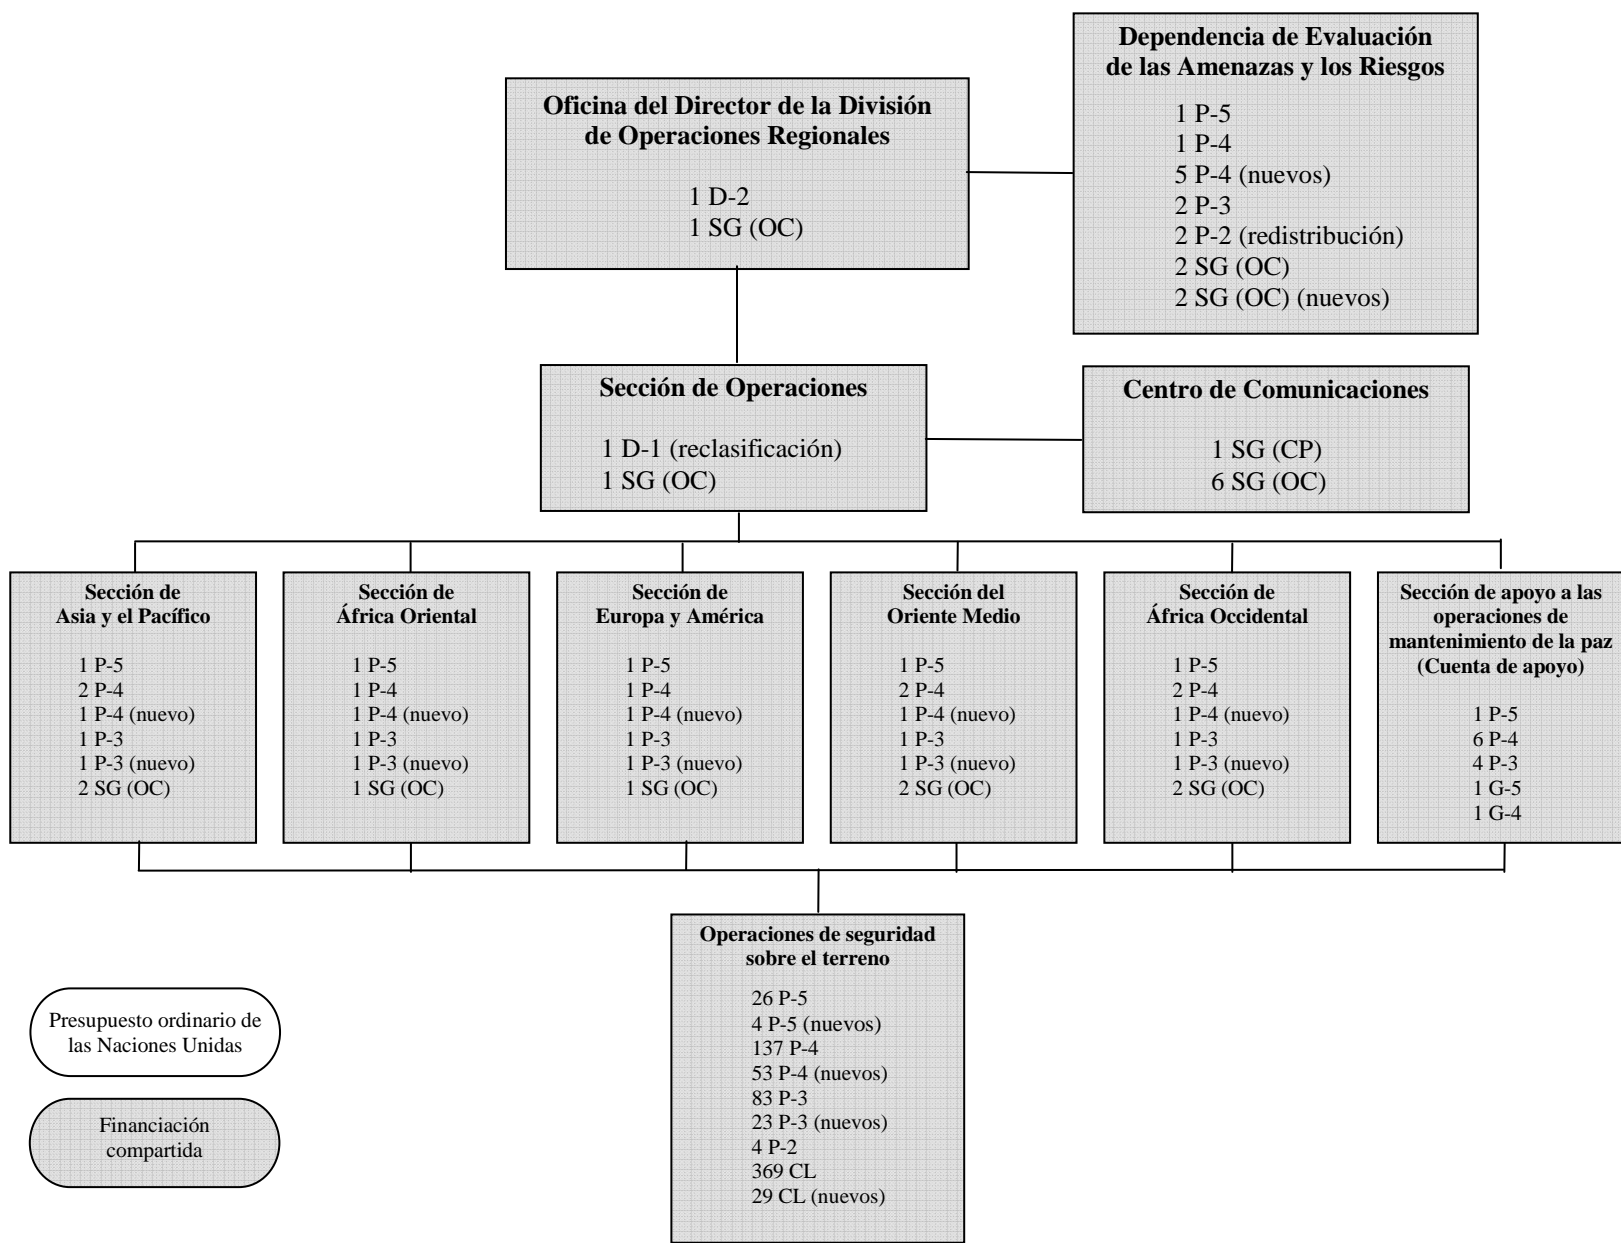 Dependencia de Evaluación
de las Amenazas y los Riesgos
1 P-5
1 P-4
5 P-4 (nuevos)
2 P-3
2 P-2 (redistribución)
2 SG (OC)
2 SG (OC) (nuevos)
Oficina del Director de la División
de Operaciones Regionales
1 D-2
1 SG (OC)
Sección de Operaciones
1 D-1 (reclasificación)
1 SG (OC)
Centro de Comunicaciones
1 SG (CP)
6 SG (OC)
Sección de
Asia y el Pacífico
1 P-5
2 P-4
1 P-4 (nuevo)
1 P-3
1 P-3 (nuevo)
2 SG (OC)
Sección de
África Oriental
1 P-5
1 P-4
1 P-4 (nuevo)
1 P-3
1 P-3 (nuevo)
1 SG (OC)
Sección de
Europa y América
1 P-5
1 P-4
1 P-4 (nuevo)
1 P-3
1 P-3 (nuevo)
1 SG (OC)
Sección del
Oriente Medio
1 P-5
2 P-4
1 P-4 (nuevo)
1 P-3
1 P-3 (nuevo)
2 SG (OC)
Sección de
África Occidental
1 P-5
2 P-4
1 P-4 (nuevo)
1 P-3
1 P-3 (nuevo)
2 SG (OC)
Sección de apoyo a las
operaciones de
mantenimiento de la paz
(Cuenta de apoyo)
1 P-5
6 P-4
4 P-3
1 G-5
1 G-4
Operaciones de seguridad
sobre el terreno
26 P-5
4 P-5 (nuevos)
137 P-4
53 P-4 (nuevos)
83 P-3
23 P-3 (nuevos)
4 P-2
369 CL
29 CL (nuevos)
Presupuesto ordinario de
las Naciones Unidas
Financiación
compartida